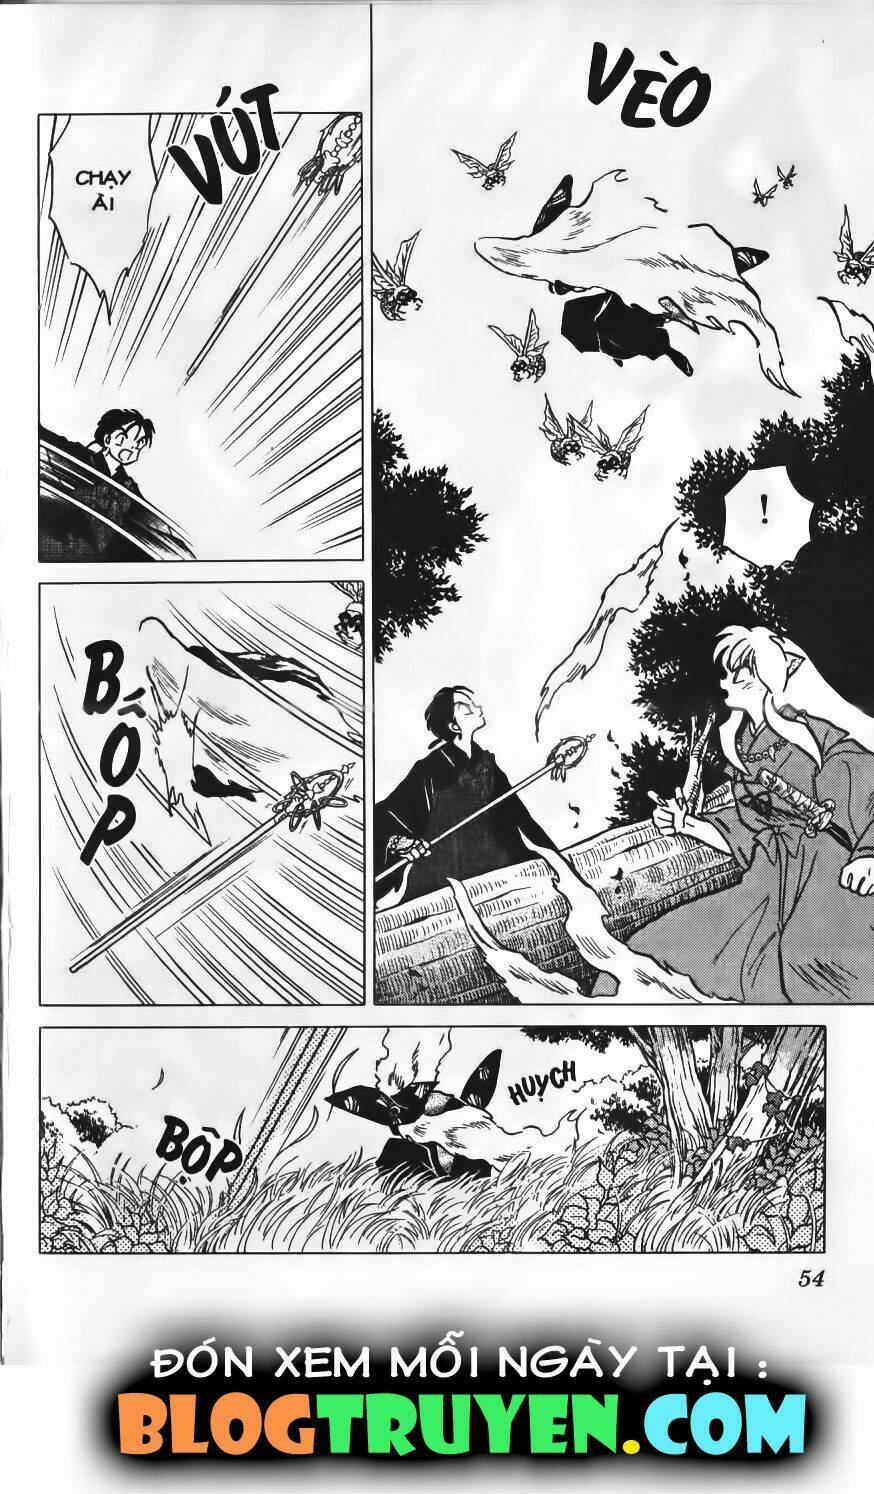 VÈO
!
VÚT
CHẠY
ÀI
BỐP
HUỴCH
BỘP
54
ĐÓN XEM MỖI NGÀY TẠI :
BLOGTRUYEN.COM